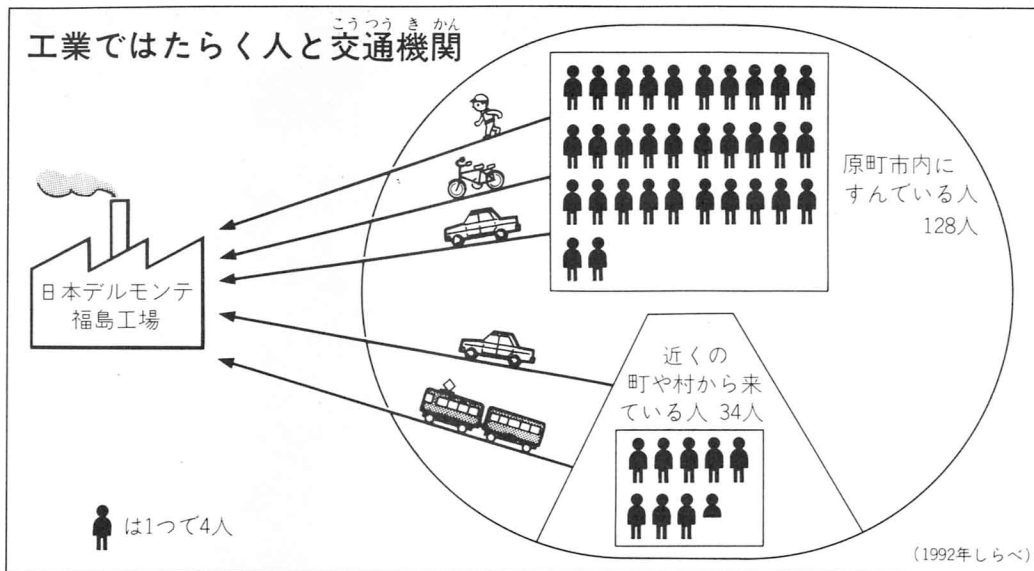 工業ではたらく人と交通機関
こうつうきかん
原町市内に
すんでいる人
128人
日本デルモンテ
福島工場
近くの
町や村から来
ている人 34人
は1つで4人
(1992年しらべ)